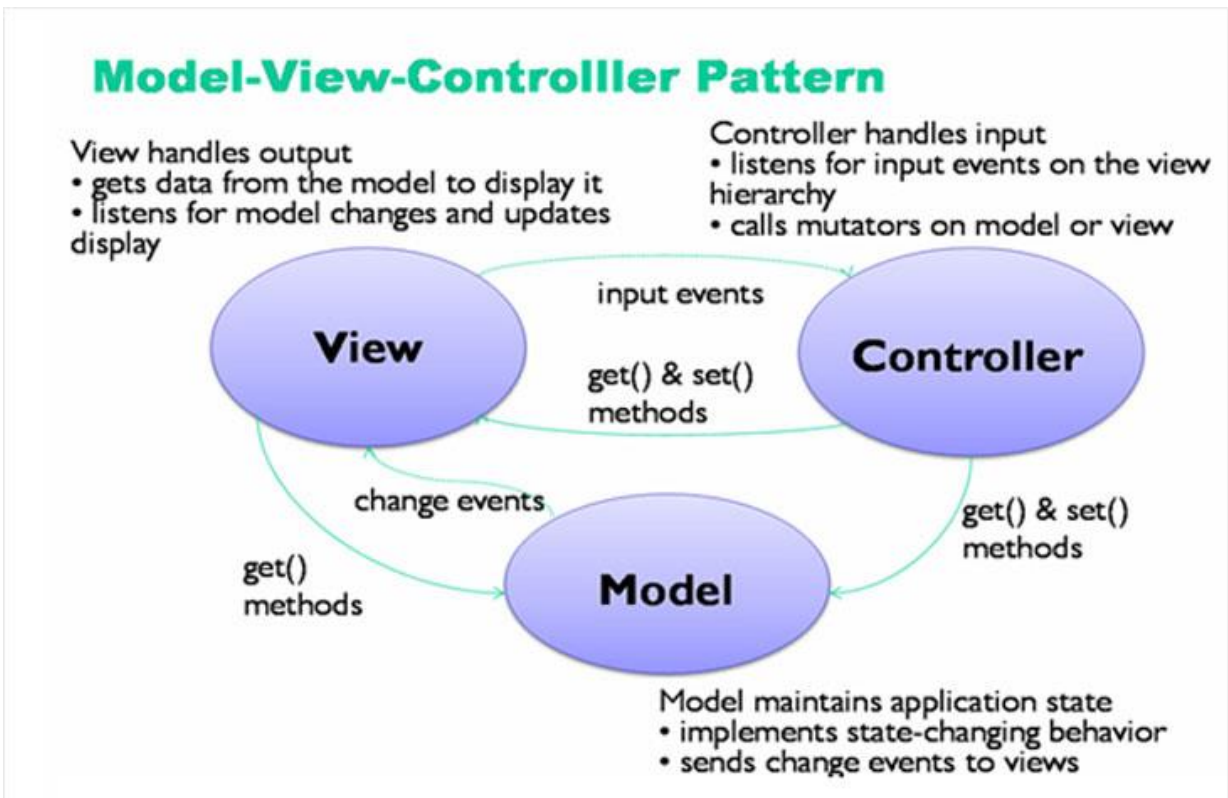 Model-View-Controlller Pattern
View handles output
• gets data from the model to display it
• listens for model changes and updates
display
Controller handles input
• listens for input events on the view
hierarchy
• calls mutators on model or view
input events
View
Controller
get() & set()
methods
change events
get() & set()
methods
get()
methods
Model
Model maintains application state
• implements state-changing behavior
• sends change events to views